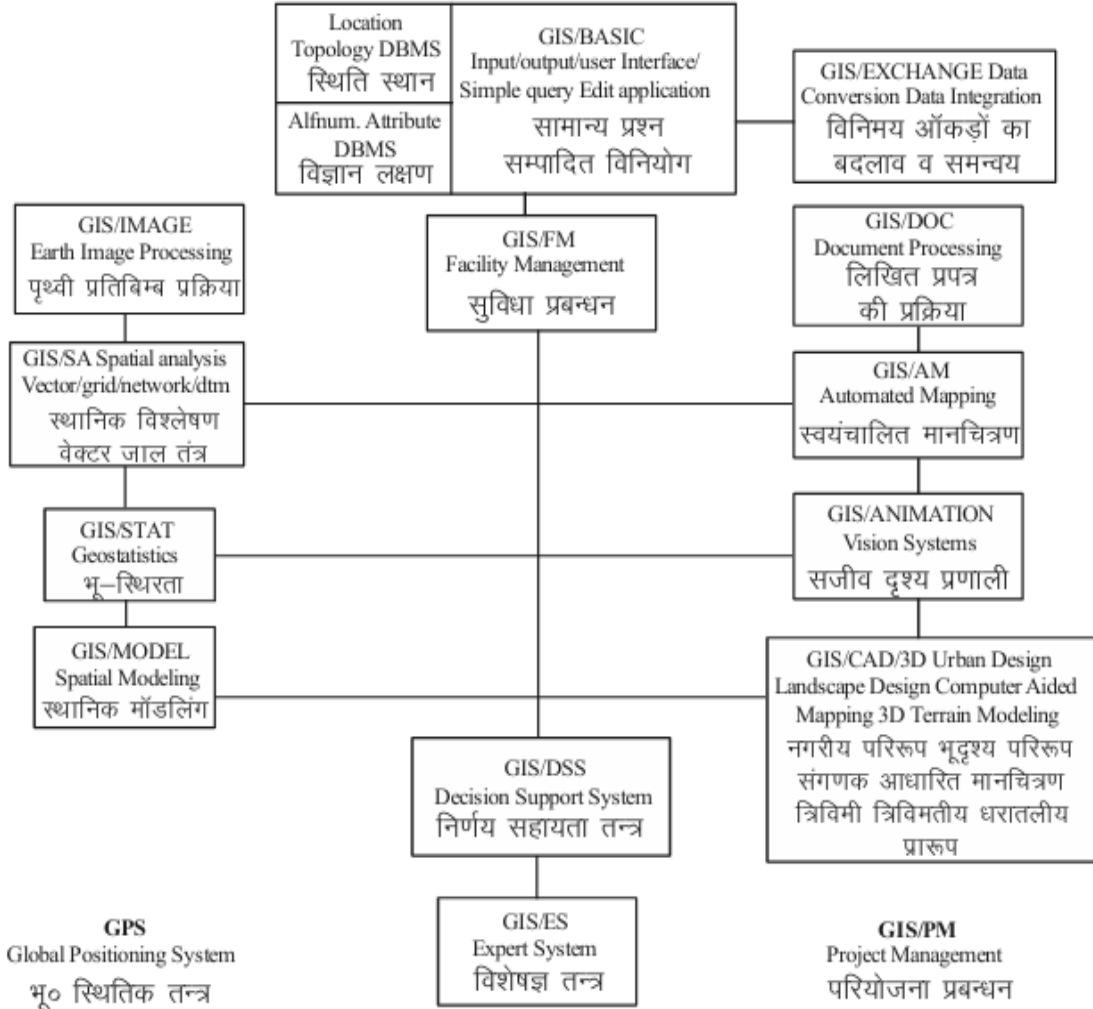 Location
Topology DBMS
स्थिति स्थान
Alfnum. Attribute
DBMS
विज्ञान लक्षण
GIS/BASIC
Input/output/user Interface/
Simple query Edit application
सामान्य प्रश्न
सम्पादित विनियोग
GIS/EXCHANGE Data
Conversion Data Integration
विनिमय ऑकड़ों का
बदलाव व समन्वय
GIS/IMAGE
Earth Image Processing
पृथ्वी प्रतिबिम्ब प्रक्रिया
GIS/FM
Facility Management
सुविधा प्रबन्धन
GIS/DOC
Document Processing
लिखित प्रपत्र
की प्रक्रिया
GIS/SA Spatial analysis
Vector/grid/network/dtm
स्थानिक विश्लेषण
वेक्टर जाल तंत्र
GIS/AM
Automated Mapping
स्वयंचालित मानचित्रण
GIS/STAT
Geostatistics
भू–स्थिरता
GIS/ANIMATION
Vision Systems
सजीव दृश्य प्रणाली
GIS/MODEL
Spatial Modeling
स्थानिक मॉडलिंग
GIS/CAD/3D Urban Design
Landscape Design Computer Aided
Mapping 3D Terrain Modeling
नगरीय परिरूप भूदृश्य परिरूप
संगणक आधारित मानचित्रण
त्रिविमी त्रिविमतीय धरातलीय
प्रारूप
GIS/DSS
Decision Support System
निर्णय सहायता तन्त्र
GIS/ES
Expert System
विशेषज्ञ तन्त्र
GPS
Global Positioning System
भू० स्थितिक तन्त्र
GIS/PM
Project Management
परियोजना प्रबन्धन